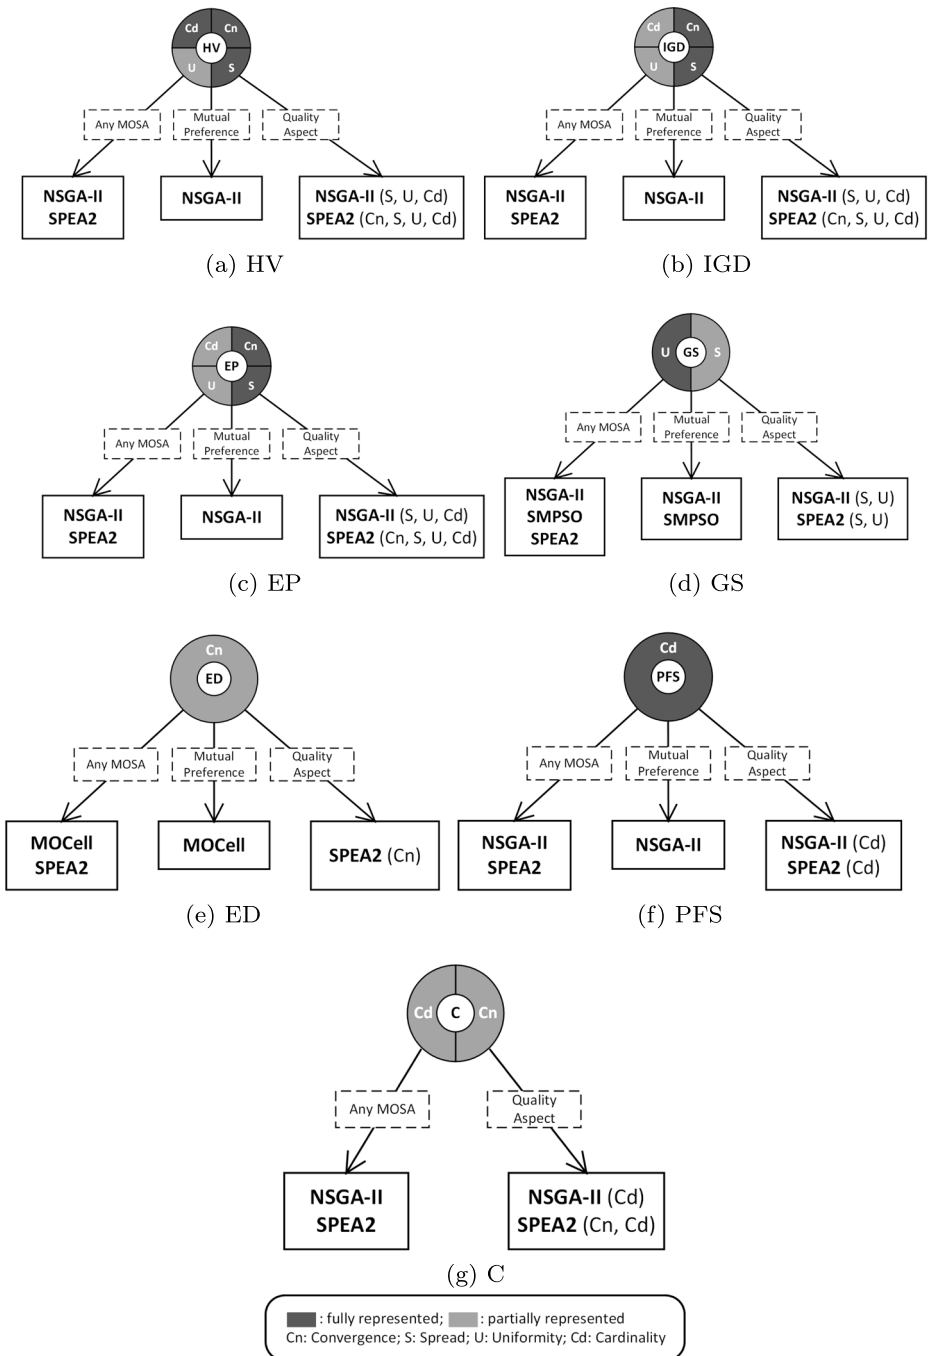 Cd Cn
HV
U S
Any MOSA
Mutual
Preference
Quality
Aspect
NSGA-II
SPEA2
NSGA-II
NSGA-II (S, U, Cd)
SPEA2 (Cn, S, U, Cd)
(a) HV
Cd Cn
IGD
U S
Any MOSA
Mutual
Preference
Quality
Aspect
NSGA-II
SPEA2
NSGA-II
NSGA-II (S, U, Cd)
SPEA2 (Cn, S, U, Cd)
(b) IGD
Cd Cn
EP
U S
Any MOSA
Mutual
Preference
Quality
Aspect
NSGA-II
SPEA2
NSGA-II
NSGA-II (S, U, Cd)
SPEA2 (Cn, S, U, Cd)
(c) EP
U GS S
Any MOSA
Mutual
Preference
Quality
Aspect
NSGA-II
SMPSO
SPEA2
NSGA-II
SMPSO
NSGA-II (S, U)
SPEA2 (S, U)
(d) GS
Cn
ED
Any MOSA
Mutual
Preference
Quality
Aspect
MOCell
SPEA2
MOCell
SPEA2 (Cn)
(e) ED
Cd
PFS
Any MOSA
Mutual
Preference
Quality
Aspect
NSGA-II
SPEA2
NSGA-II
NSGA-II (Cd)
SPEA2 (Cd)
(f) PFS
Cd C Cn
Any MOSA
Quality
Aspect
NSGA-II
SPEA2
NSGA-II (Cd)
SPEA2 (Cn, Cd)
(g) C
: fully represented; : partially represented
Cn: Convergence; S: Spread; U: Uniformity; Cd: Cardinality